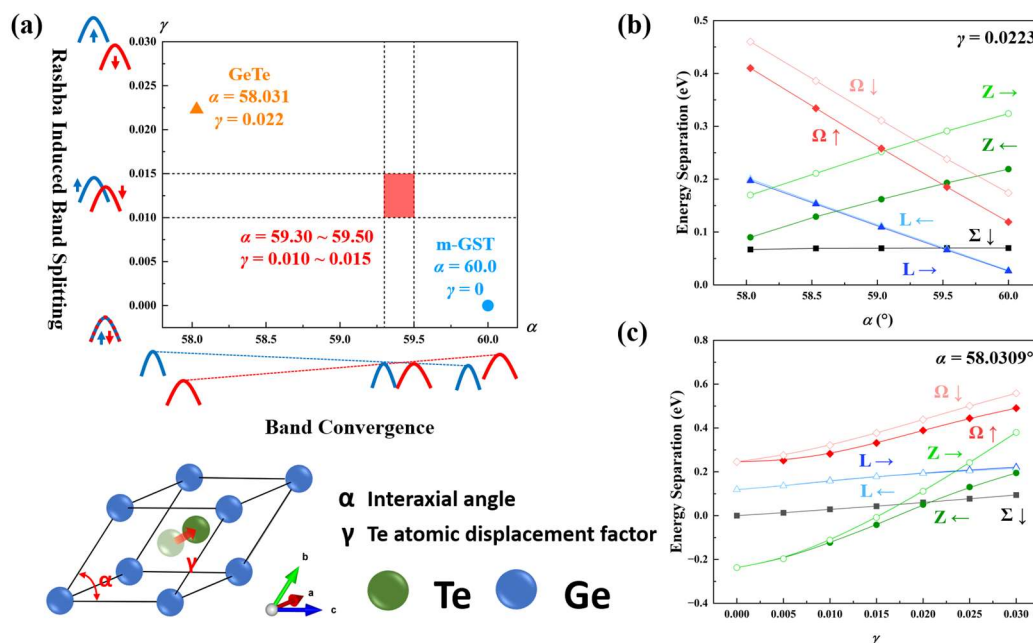 (a)
γ
Rashba Induced Band Splitting
0.030
0.025
0.020
0.015
0.010
0.005
0.000
GeTe
α = 58.031
γ = 0.022
α = 59.30 ~ 59.50
γ = 0.010 ~ 0.015
m-GST
α = 60.0
γ = 0
58.0 58.5 59.0 59.5 60.0
α
Band Convergence
α
γ
b
a
c
α Interaxial angle
γ Te atomic displacement factor
Te Ge
(b)
γ = 0.0223
Energy Separation (eV)
0.5
0.4
0.3
0.2
0.1
0.0
Ω ↓
Z →
Ω ↑
Z ←
L ←
Σ ↓
L →
58.0 58.5 59.0 59.5 60.0
α (°)
(c)
α = 58.0309°
Energy Separation (eV)
0.8
0.6
0.4
0.2
0.0
−0.2
−0.4
Ω ↓
Ω ↑
Z →
L →
L ←
Z ←
Σ ↓
0.000 0.005 0.010 0.015 0.020 0.025 0.030
γ